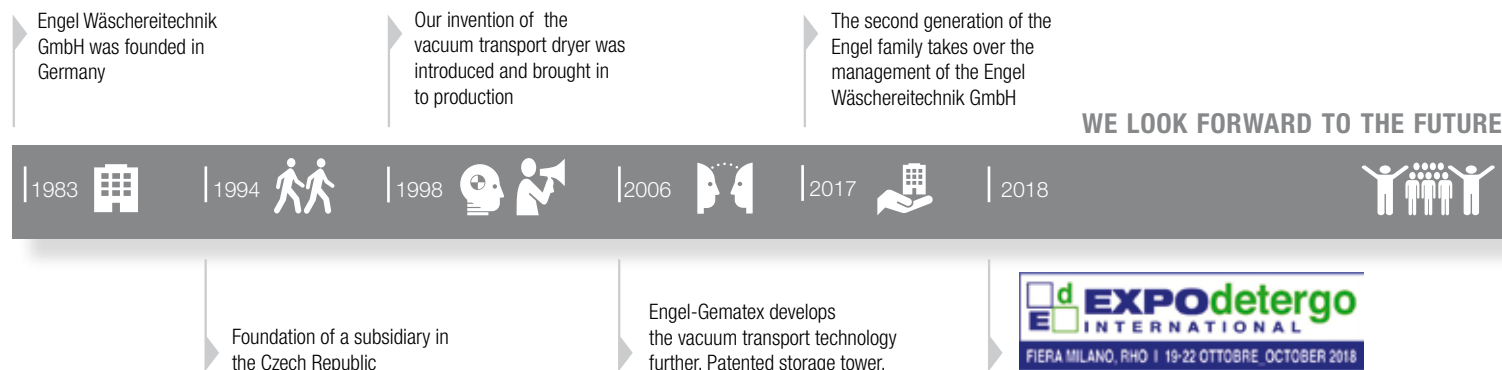 Engel Wäschereitechnik
GmbH was founded in
Germany
Our invention of the
vacuum transport dryer was
introduced and brought in
to production
The second generation of the
Engel family takes over the
management of the Engel
Wäschereitechnik GmbH
WE LOOK FORWARD TO THE FUTURE
1983
1994
1998
2006
2017
2018
Foundation of a subsidiary in
the Czech Republic
Engel-Gematex develops
the vacuum transport technology
further. Patented storage tower.
d E EXPOdetergo
INTERNATIONAL
FIERA MILANO, RHO I 19-22 OTTOBRE_OCTOBER 2018